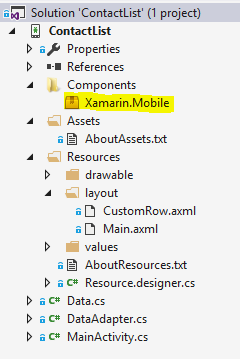 Solution 'ContactList' (1 project)
ContactList
Properties
References
Components
Xamarin.Mobile
Assets
AboutAssets.txt
Resources
drawable
layout
CustomRow.axml
Main.axml
values
AboutResources.txt
C# Resource.designer.cs
C# Data.cs
C# DataAdapter.cs
C# MainActivity.cs